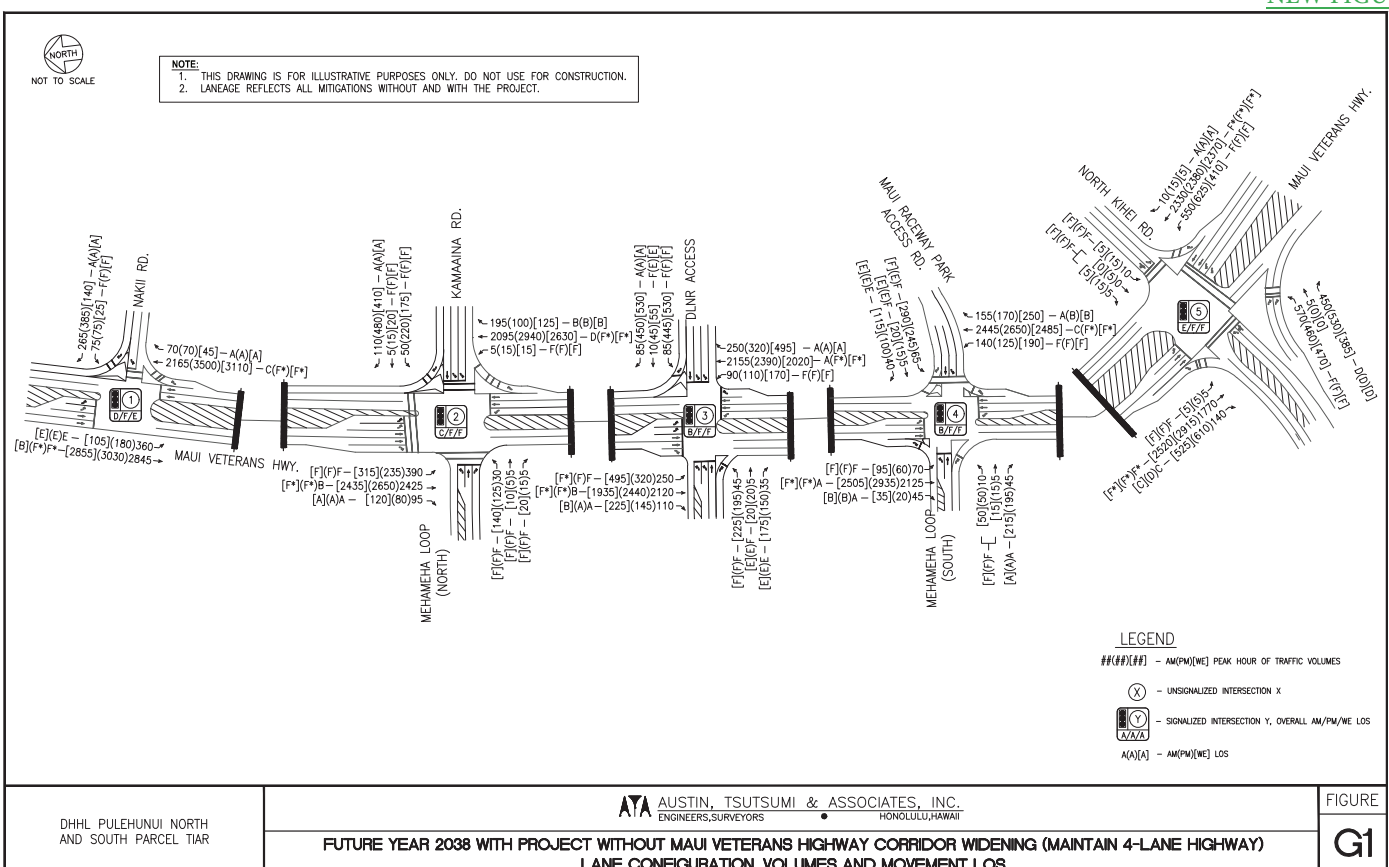 NEW FIGU
NORTH
NOT TO SCALE
NOTE:
1. THIS DRAWING IS FOR ILLUSTRATIVE PURPOSES ONLY. DO NOT USE FOR CONSTRUCTION.
2. LANEAGE REFLECTS ALL MITIGATIONS WITHOUT AND WITH THE PROJECT.
265(385)[140] – A(A)[A]
75(75)[25] – F(F)[F]
NAKII RD.
70(70)[45] – A(A)[A]
2165(3500)[3110] – C(F*)[F*]
1
D/F/E
[E](E)E – [105](180)360
[B](F*)F* – [2855](3030)2845
MAUI VETERANS HWY.
110(480)[410] – A(A)[A]
5(15)[20] – F(F)[F]
50(220)[175] – F(F)[F]
KAMAAINA RD.
195(100)[125] – B(B)[B]
2095(2940)[2630] – D(F*)[F*]
5(15)[15] – F(F)[F]
2
C/F/F
[F](F)F – [315](235)390
[F*](F*)B – [2435](2650)2425
[A](A)A – [120](80)95
MEHAMEHA LOOP
(NORTH)
[F](F)F – [140](125)30
[F](F)F – [10](5)5
[F](F)F – [20](15)5
85(450)[530] – A(A)[A]
10(45)[55] – F(E)[E]
85(445)[530] – F(F)[F]
DLNR ACCESS
250(320)[495] – A(A)[A]
2155(2390)[2020] – A(F*)[F*]
90(110)[170] – F(F)[F]
3
B/F/F
[F*](F)F – [495](320)250
[F*](F*)B – [1935](2440)2120
[B](A)A – [225](145)110
[F](F)F – [225](195)45
[E](E)F – [20](20)5
[E](E)E – [175](150)35
MAUI RACEWAY PARK
ACCESS RD.
[F](E)F – [290](245)65
[E](E)F – [20](15)5
[E](E)E – [115](100)40
155(170)[250] – A(B)[B]
2445(2650)[2485] – C(F*)[F*]
140(125)[190] – F(F)[F]
4
B/F/F
[F](F)F – [95](60)70
[F*](F*)A – [2505](2935)2125
[B](B)A – [35](20)45
MEHAMEHA LOOP
(SOUTH)
[50](50)10
[F](F)F – [15](15)5
[A](A)A – [215](195)45
NORTH KIHEI RD.
[F](F)F – [5](15)10
[F](F)F – [0](5)0
[5](15)5
10(15)[5] – A(A)[A]
2330(2380)[2370] – F*(F*)[F*]
550(625)[410] – F(F)[F]
MAUI VETERANS HWY.
5
E/F/F
450(530)[385] – D(D)[D]
5(0)[0]
570(460)[470] – F(F)[F]
[F](F)F – [5](5)5
[F*](F*)F* – [2520](2915)1770
[C](D)C – [525](610)140
LEGEND
##(##)[##] – AM(PM)[WE] PEAK HOUR OF TRAFFIC VOLUMES
X – UNSIGNALIZED INTERSECTION X
Y – SIGNALIZED INTERSECTION Y, OVERALL AM/PM/WE LOS
A/A/A
A(A)[A] – AM(PM)[WE] LOS
DHHL PULEHUNUI NORTH
AND SOUTH PARCEL TIAR
ATA AUSTIN, TSUTSUMI & ASSOCIATES, INC.
ENGINEERS,SURVEYORS • HONOLULU,HAWAII
FUTURE YEAR 2038 WITH PROJECT WITHOUT MAUI VETERANS HIGHWAY CORRIDOR WIDENING (MAINTAIN 4-LANE HIGHWAY)
LANE CONFIGURATION, VOLUMES AND MOVEMENT LOS
FIGURE
G1